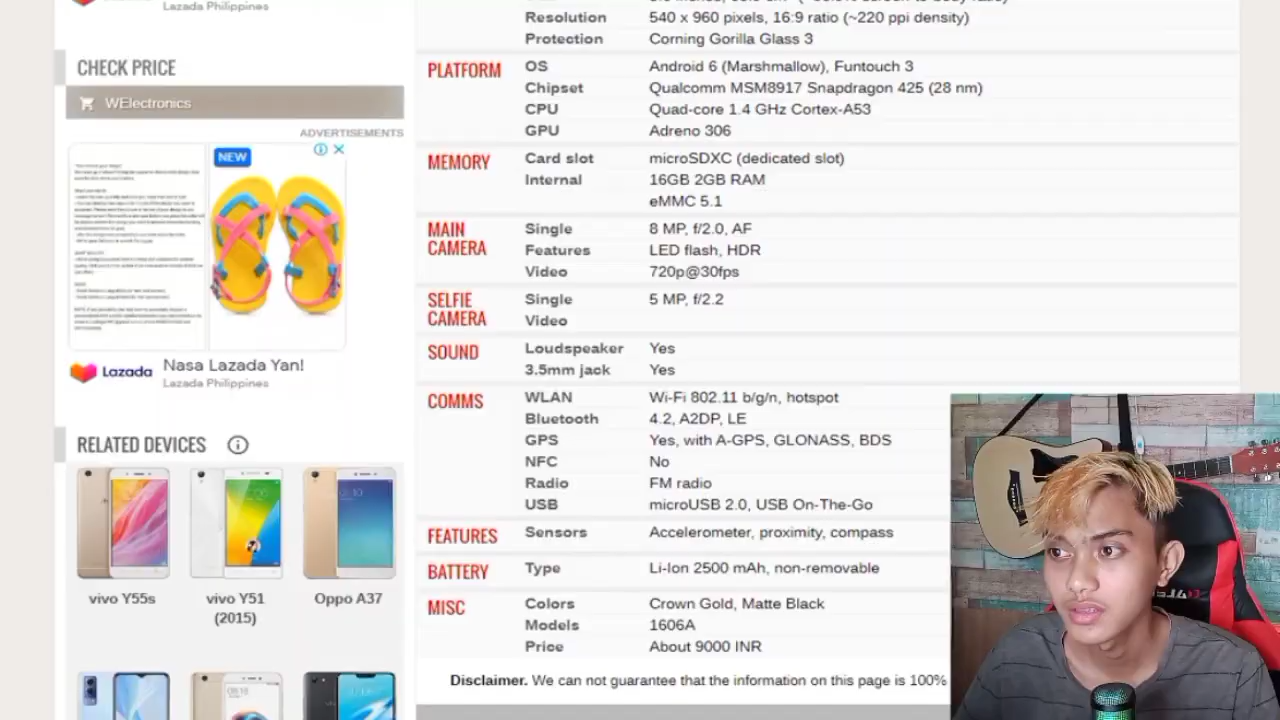 Lazada Philippines
CHECK PRICE
WElectronics
ADVERTISEMENTS
NEW
Lazada
Nasa Lazada Yan!
Lazada Philippines
RELATED DEVICES
vivo Y55s
vivo Y51
(2015)
Oppo A37
Resolution 540 x 960 pixels, 16:9 ratio (~220 ppi density)
Protection Corning Gorilla Glass 3
PLATFORM OS Android 6 (Marshmallow), Funtouch 3
Chipset Qualcomm MSM8917 Snapdragon 425 (28 nm)
CPU Quad-core 1.4 GHz Cortex-A53
GPU Adreno 306
MEMORY Card slot microSDXC (dedicated slot)
Internal 16GB 2GB RAM
eMMC 5.1
MAIN CAMERA Single 8 MP, f/2.0, AF
Features LED flash, HDR
Video 720p@30fps
SELFIE CAMERA Single 5 MP, f/2.2
Video
SOUND Loudspeaker Yes
3.5mm jack Yes
COMMS WLAN Wi-Fi 802.11 b/g/n, hotspot
Bluetooth 4.2, A2DP, LE
GPS Yes, with A-GPS, GLONASS, BDS
NFC No
Radio FM radio
USB microUSB 2.0, USB On-The-Go
FEATURES Sensors Accelerometer, proximity, compass
BATTERY Type Li-Ion 2500 mAh, non-removable
MISC Colors Crown Gold, Matte Black
Models 1606A
Price About 9000 INR
Disclaimer. We can not guarantee that the information on this page is 100%